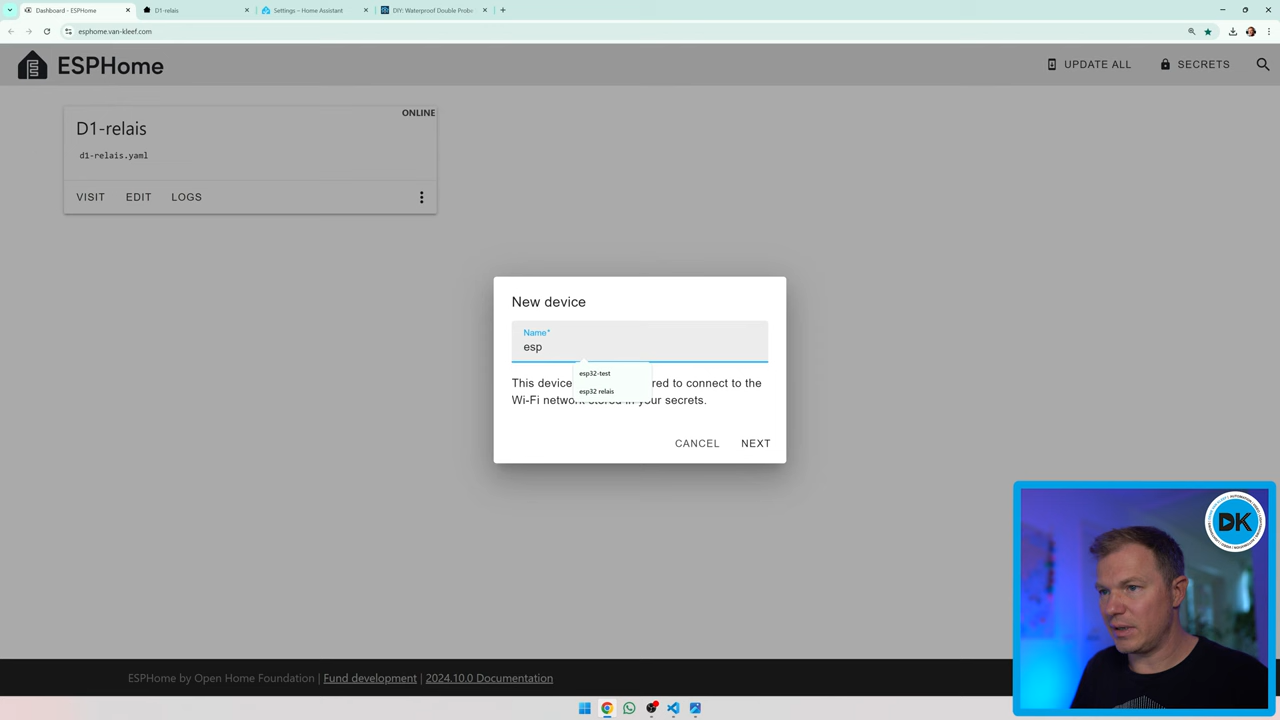 Dashboard - ESPHome
D1-relais
Settings – Home Assistant
DIY: Waterproof Double Probe
esphome.van-kleef.com
ESPHome
UPDATE ALL
SECRETS
ONLINE
D1-relais
d1-relais.yaml
VISIT
EDIT
LOGS
New device
Name*
esp
esp32-test
esp32 relais
This device red to connect to the
Wi-Fi network stored in your secrets.
CANCEL
NEXT
DK
ESPHome by Open Home Foundation | Fund development | 2024.10.0 Documentation